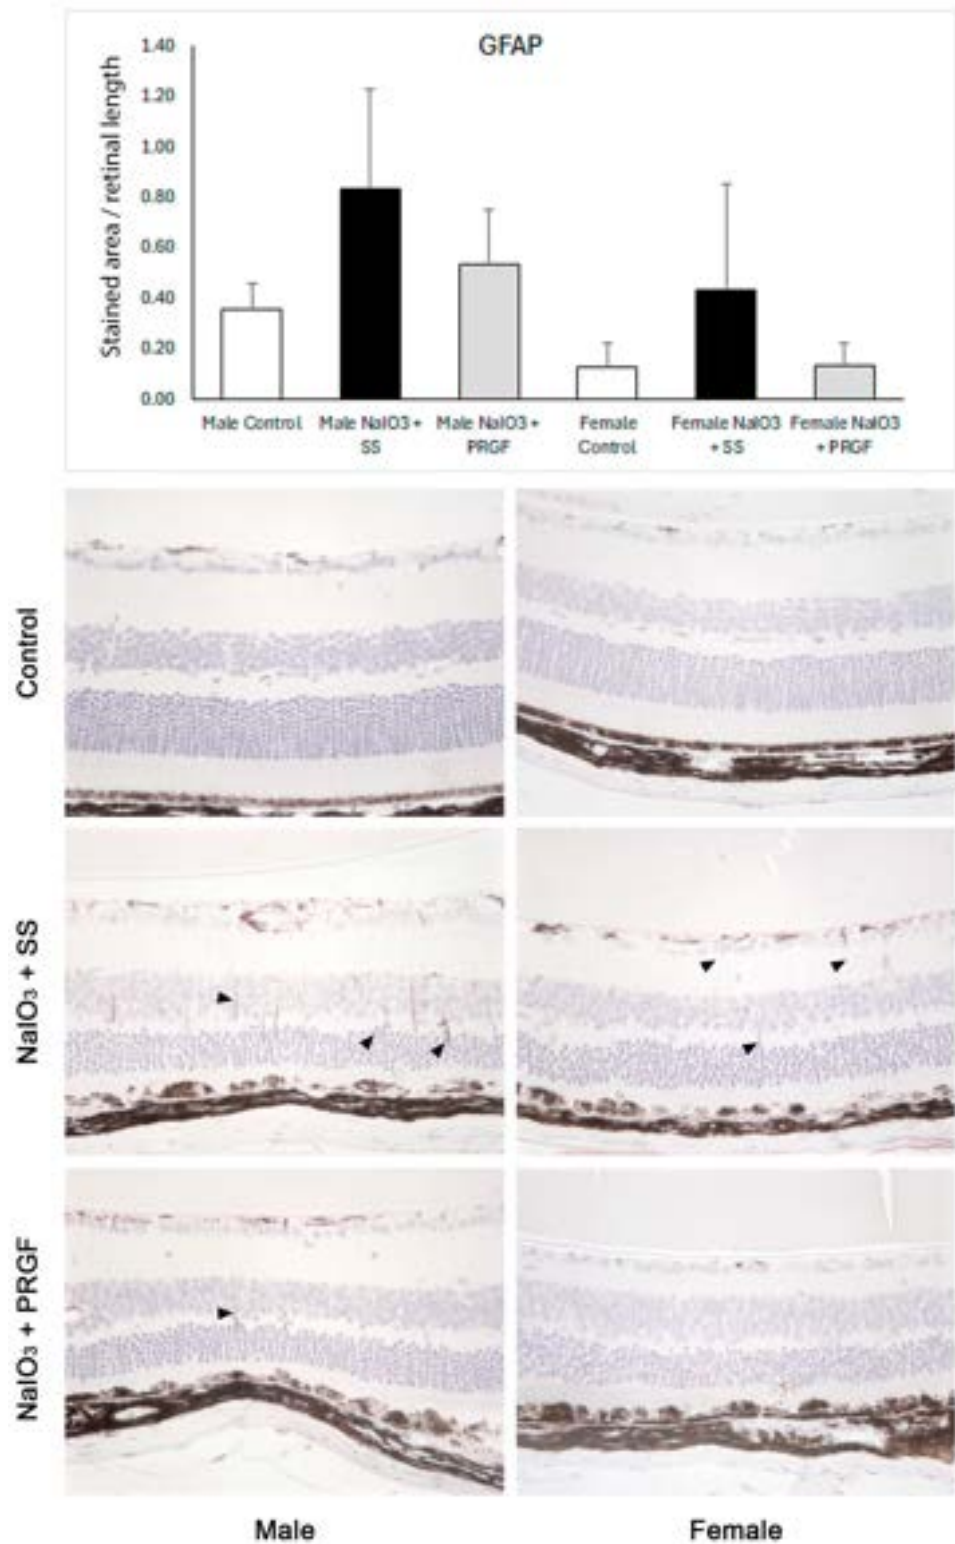 GFAP
Stained area / retinal length
1.40
1.20
1.00
0.80
0.60
0.40
0.20
0.00
Male Control
Male NaIO3 +
SS
Male NaIO3 +
PRGF
Female
Control
Female NaIO3
+ SS
Female NaIO3
+ PRGF
Control
NaIO₃ + SS
NaIO₃ + PRGF
Male
Female